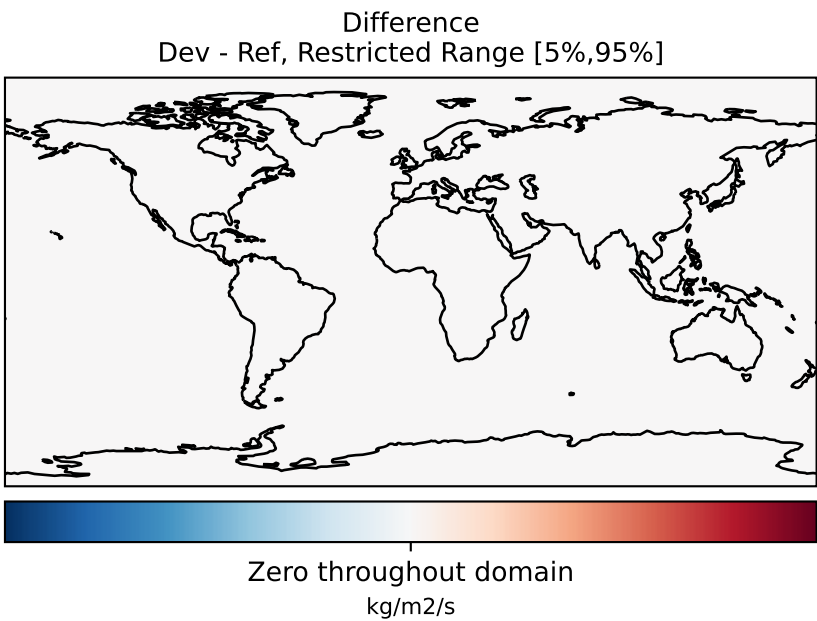 Difference
Dev - Ref, Restricted Range [5%,95%]
Zero throughout domain
kg/m2/s